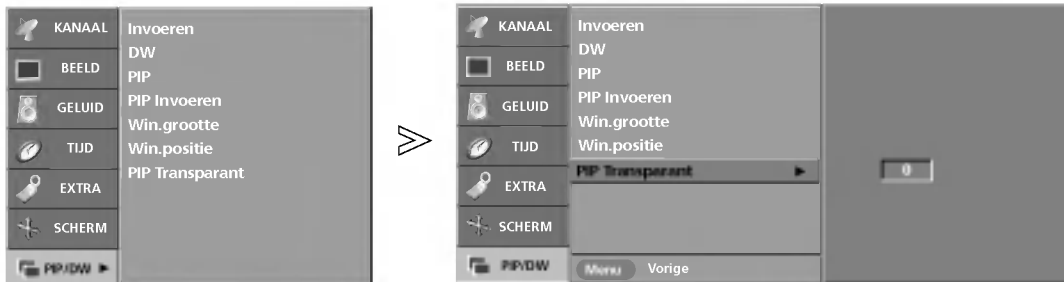 KANAAL
BEELD
GELUID
TIJD
EXTRA
SCHERM
PIP/DW
Invoeren
DW
PIP
PIP Invoeren
Win.grootte
Win.positie
PIP Transparant
KANAAL
BEELD
GELUID
TIJD
EXTRA
SCHERM
PIP/DW
Invoeren
DW
PIP
PIP Invoeren
Win.grootte
Win.positie
PIP Transparant
Menu Vorige
0